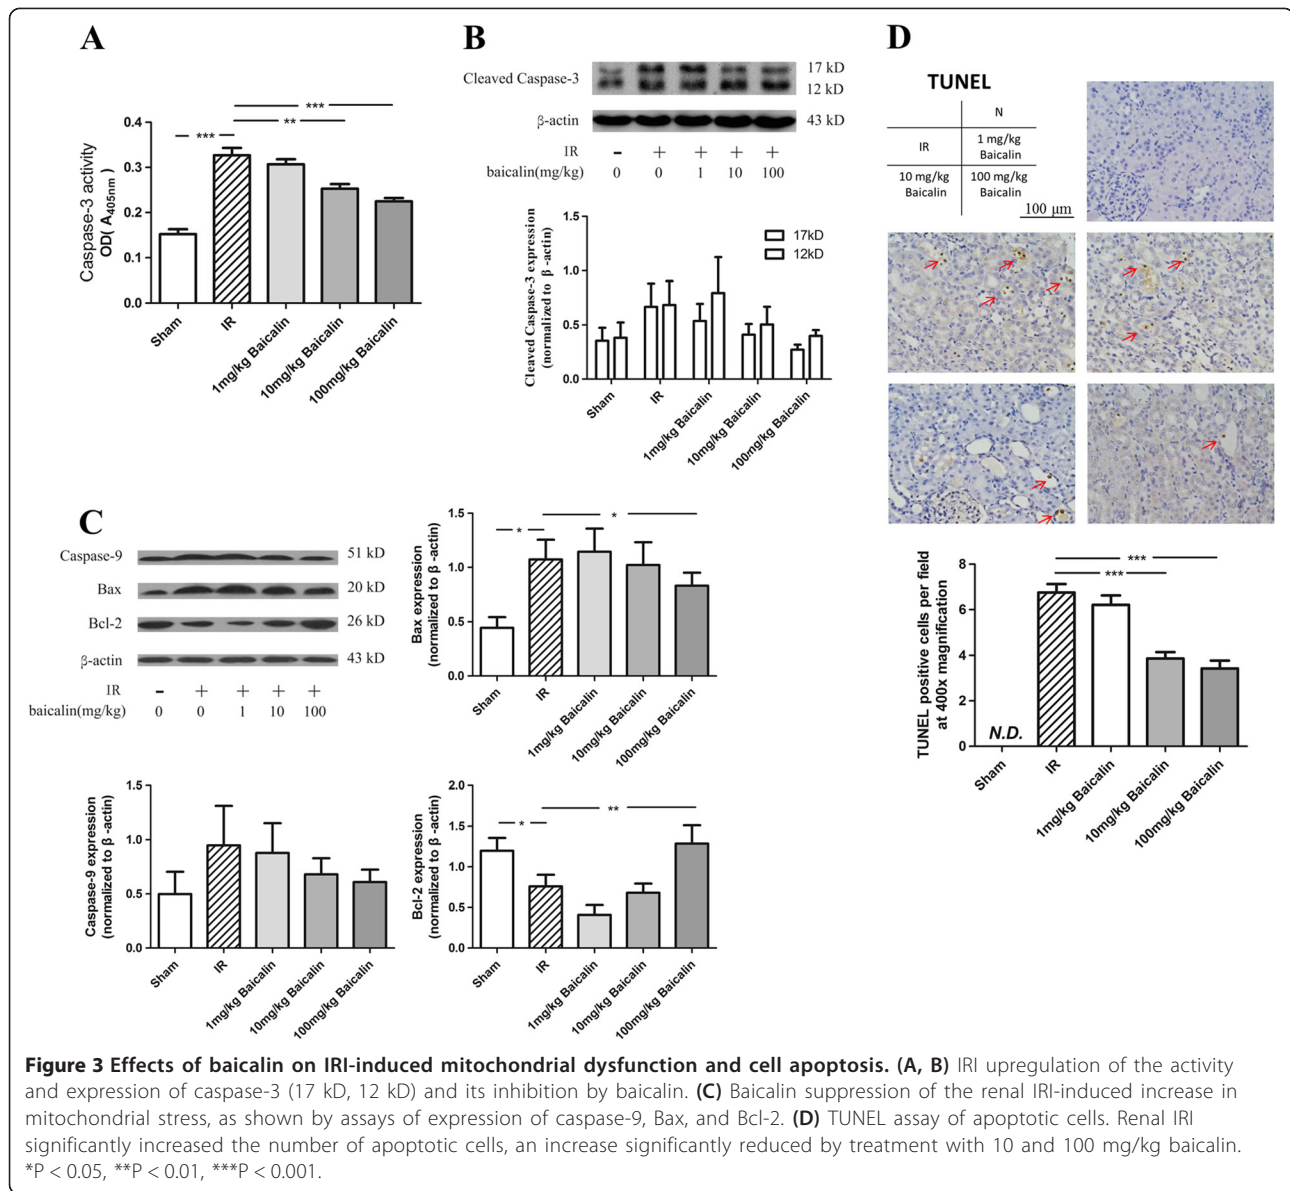 A
Caspase-3 activity
OD( A405nm)
0.4
0.3
0.2
0.1
0.0
***
**
***
Sham
IR
1mg/kg Baicalin
10mg/kg Baicalin
100mg/kg Baicalin
B
Cleaved Caspase-3
17 kD
12 kD
β-actin
43 kD
IR - + + + +
baicalin(mg/kg) 0 0 1 10 100
Cleaved Caspase-3 expression
(normalized to β -actin)
1.5
1.0
0.5
0.0
17kD
12kD
Sham
IR
1mg/kg Baicalin
10mg/kg Baicalin
100mg/kg Baicalin
C
Caspase-9 51 kD
Bax 20 kD
Bcl-2 26 kD
β-actin 43 kD
IR - + + + +
baicalin(mg/kg) 0 0 1 10 100
Bax expression
(normalized to β -actin)
1.5
1.0
0.5
0.0
*
*
Sham
IR
1mg/kg Baicalin
10mg/kg Baicalin
100mg/kg Baicalin
Caspase-9 expression
(normalized to β -actin)
1.5
1.0
0.5
0.0
Sham
IR
1mg/kg Baicalin
10mg/kg Baicalin
100mg/kg Baicalin
Bcl-2 expression
(normalized to β -actin)
2.0
1.5
1.0
0.5
0.0
**
*
Sham
IR
1mg/kg Baicalin
10mg/kg Baicalin
100mg/kg Baicalin
D
TUNEL
N
IR
1 mg/kg
Baicalin
10 mg/kg
Baicalin
100 mg/kg
Baicalin
100 μm
TUNEL positive cells per field
at 400x magnification
8
6
4
2
0
***
***
N.D.
Sham
IR
1mg/kg Baicalin
10mg/kg Baicalin
100mg/kg Baicalin
Figure 3 Effects of baicalin on IRI-induced mitochondrial dysfunction and cell apoptosis. (A, B) IRI upregulation of the activity
and expression of caspase-3 (17 kD, 12 kD) and its inhibition by baicalin. (C) Baicalin suppression of the renal IRI-induced increase in
mitochondrial stress, as shown by assays of expression of caspase-9, Bax, and Bcl-2. (D) TUNEL assay of apoptotic cells. Renal IRI
significantly increased the number of apoptotic cells, an increase significantly reduced by treatment with 10 and 100 mg/kg baicalin.
*P < 0.05, **P < 0.01, ***P < 0.001.